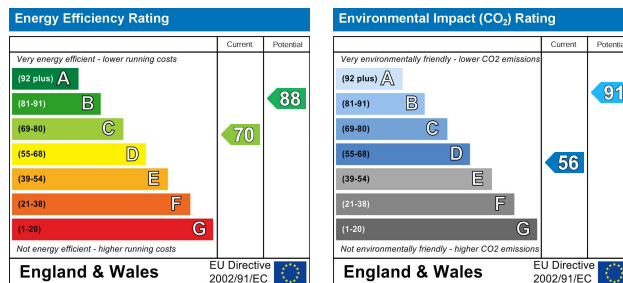 Energy Efficiency Rating
Current Potential
Very energy efficient - lower running costs
(92 plus) A
(81-91) B
88
(69-80) C
70
(55-68) D
(39-54) E
(21-38) F
(1-20) G
Not energy efficient - higher running costs
England & Wales
EU Directive
2002/91/EC
Environmental Impact (CO₂) Rating
Current Potential
Very environmentally friendly - lower CO2 emissions
(92 plus) A
(81-91) B
91
(69-80) C
(55-68) D
56
(39-54) E
(21-38) F
(1-20) G
Not environmentally friendly - higher CO2 emissions
England & Wales
EU Directive
2002/91/EC